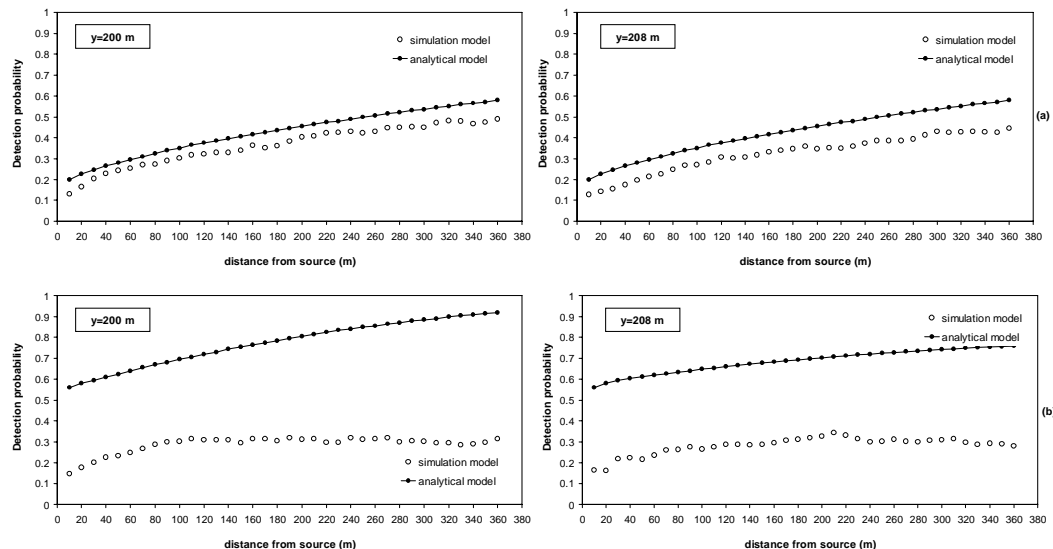 y=200 m
simulation model
analytical model
Detection probability
1
0.9
0.8
0.7
0.6
0.5
0.4
0.3
0.2
0.1
0
0 20 40 60 80 100 120 140 160 180 200 220 240 260 280 300 320 340 360 380
distance from source (m)
y=208 m
simulation model
analytical model
Detection probability
1
0.9
0.8
0.7
0.6
0.5
0.4
0.3
0.2
0.1
0
0 20 40 60 80 100 120 140 160 180 200 220 240 260 280 300 320 340 360 380
distance from source (m)
(a)
y=200 m
simulation model
analytical model
Detection probability
1
0.9
0.8
0.7
0.6
0.5
0.4
0.3
0.2
0.1
0
0 20 40 60 80 100 120 140 160 180 200 220 240 260 280 300 320 340 360 380
distance from source (m)
y=208 m
simulation model
analytical model
Detection probability
1
0.9
0.8
0.7
0.6
0.5
0.4
0.3
0.2
0.1
0
0 20 40 60 80 100 120 140 160 180 200 220 240 260 280 300 320 340 360 380
distance from source (m)
(b)